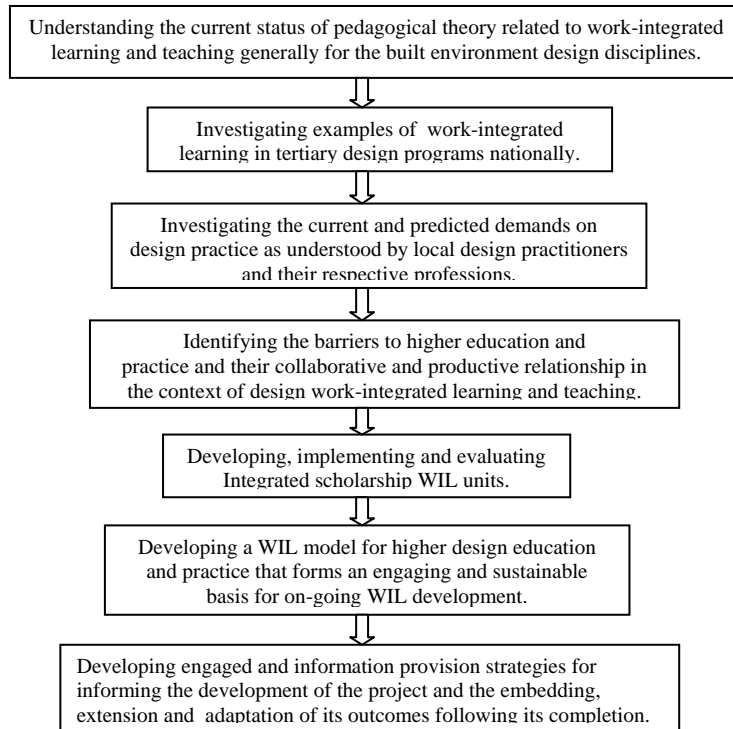 Understanding the current status of pedagogical theory related to work-integrated
learning and teaching generally for the built environment design disciplines.
Investigating examples of work-integrated
learning in tertiary design programs nationally.
Investigating the current and predicted demands on
design practice as understood by local design practitioners
and their respective professions.
Identifying the barriers to higher education and
practice and their collaborative and productive relationship in
the context of design work-integrated learning and teaching.
Developing, implementing and evaluating
Integrated scholarship WIL units.
Developing a WIL model for higher design education
and practice that forms an engaging and sustainable
basis for on-going WIL development.
Developing engaged and information provision strategies for
informing the development of the project and the embedding,
extension and adaptation of its outcomes following its completion.